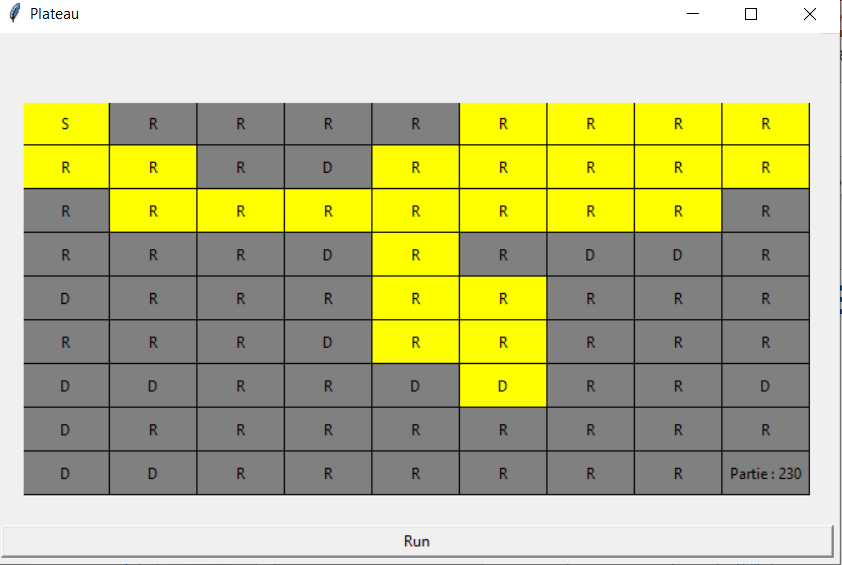 Plateau
S R R R R R R R R
R R R D R R R R R
R R R R R R R R R
R R R D R R D D R
D R R R R R R R R
R R R D R R R R R
D D R R D D R R D
D R R R R R R R R
D D R R R R R R Partie : 230
Run